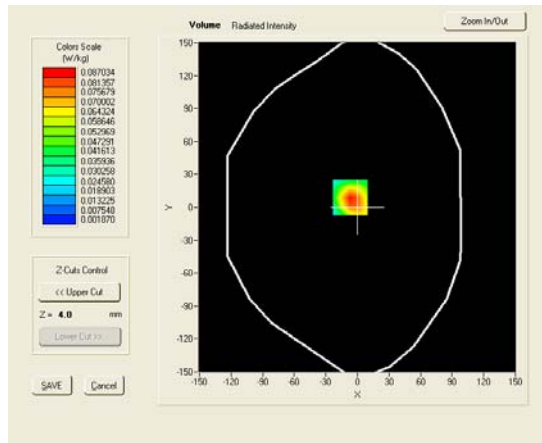 Volume Radiated Intensity
Zoom In/Out
Colors Scale
(W/kg)
0.087034
0.081357
0.075679
0.070002
0.064324
0.058646
0.052969
0.047291
0.041613
0.035936
0.030258
0.024580
0.018903
0.013225
0.007548
0.001870
Z-Cuts Control
<< Upper Cut
Z = 4.0 mm
Lower Cut >>
SAVE Cancel
150-
120-
90-
60-
30-
0-
-30-
-60-
-90-
-120-
-150-
Y
-150 -120 -90 -60 -30 0 30 60 90 120 150
X